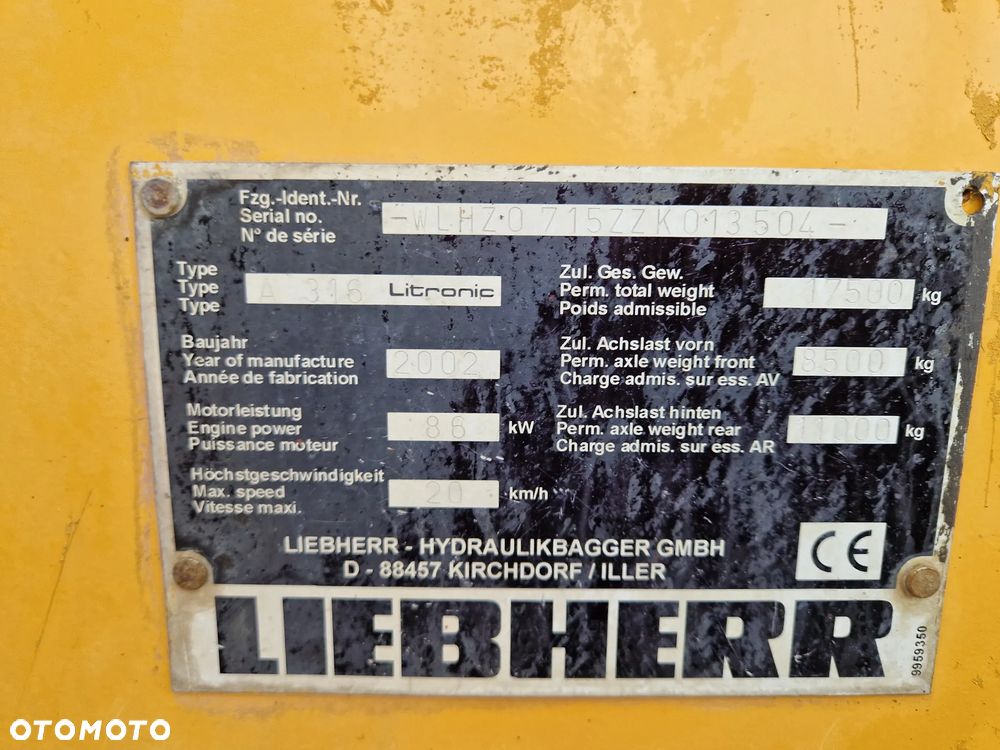 Fzg.-Ident.-Nr.
Serial no.
N° de série
-WLHZ0715ZZK013504-
Type
Type
Type
A 316 Litronic
Baujahr
Year of manufacture
Année de fabrication
2002
Motorleistung
Engine power
Puissance moteur
86 kW
Höchstgeschwindigkeit
Max. speed
Vitesse maxi.
20 km/h
Zul. Ges. Gew.
Perm. total weight
Poids admissible
17500 kg
Zul. Achslast vorn
Perm. axle weight front
Charge admis. sur ess. AV
8500 kg
Zul. Achslast hinten
Perm. axle weight rear
Charge admis. sur ess. AR
11000 kg
LIEBHERR - HYDRAULIKBAGGER GMBH
D - 88457 KIRCHDORF / ILLER
CE
LIEBHERR
9959350
OTOMOTO